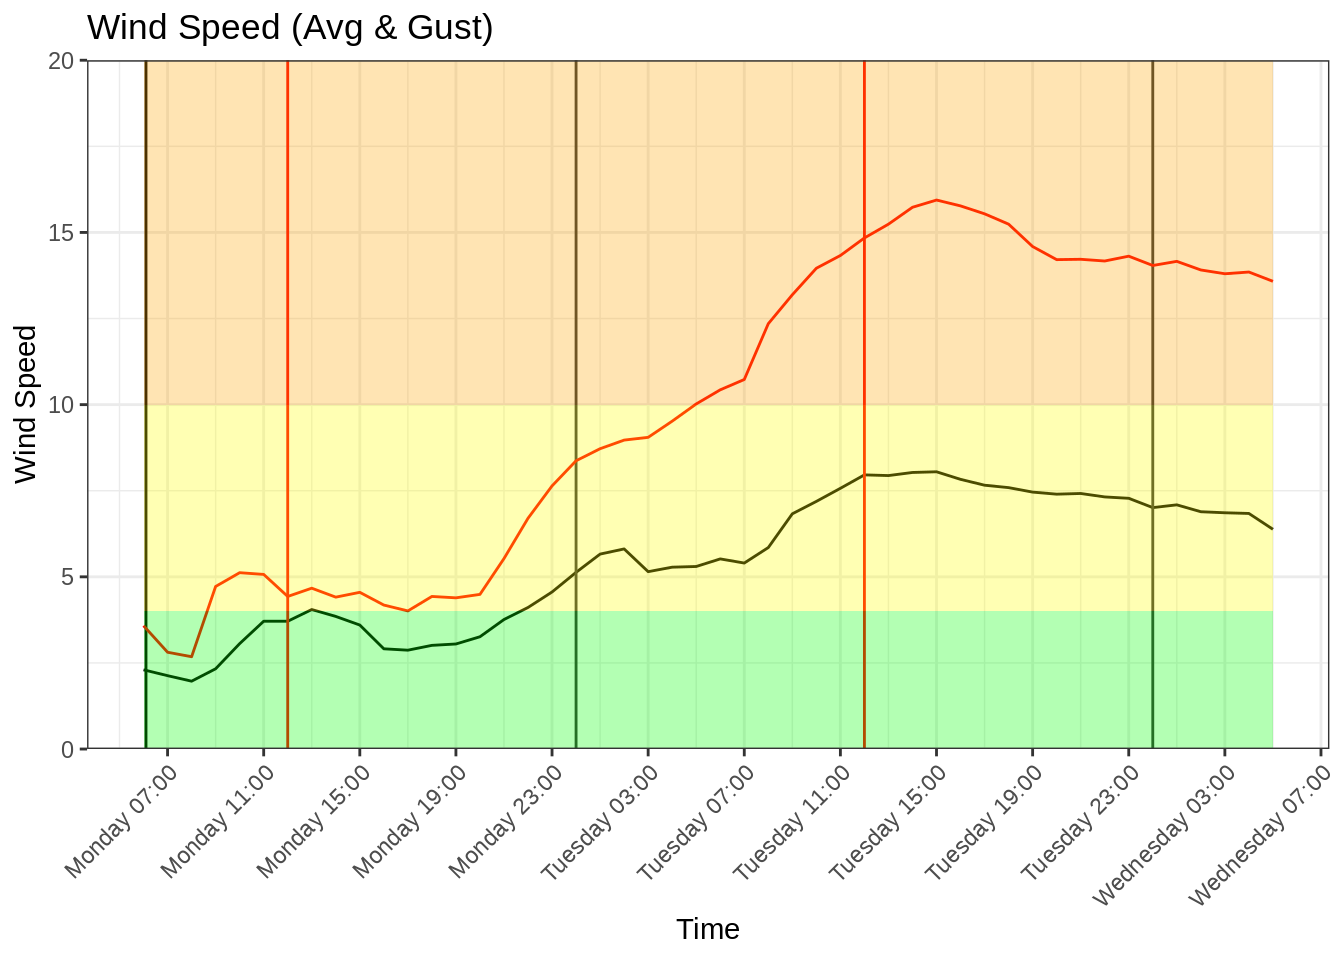 Wind Speed (Avg & Gust)
20
15
10
5
0
Wind Speed
Monday 07:00
Monday 11:00
Monday 15:00
Monday 19:00
Monday 23:00
Tuesday 03:00
Tuesday 07:00
Tuesday 11:00
Tuesday 15:00
Tuesday 19:00
Tuesday 23:00
Wednesday 03:00
Wednesday 07:00
Time